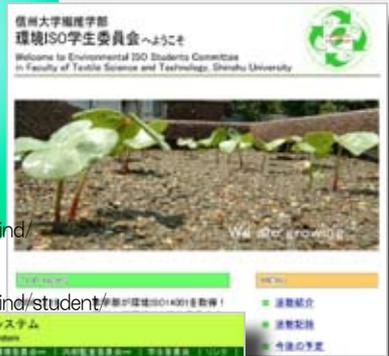 信州大学繊維学部
環境ISO学生委員会へようこそ
Welcome to Environmental ISO Students Committee
in Faculty of Textile Science and Technology, Shinshu University
We are growing
ind/
学部が環境ISO14001を取得!
活動紹介
ind/student/
活動記録
システム
今後の予定